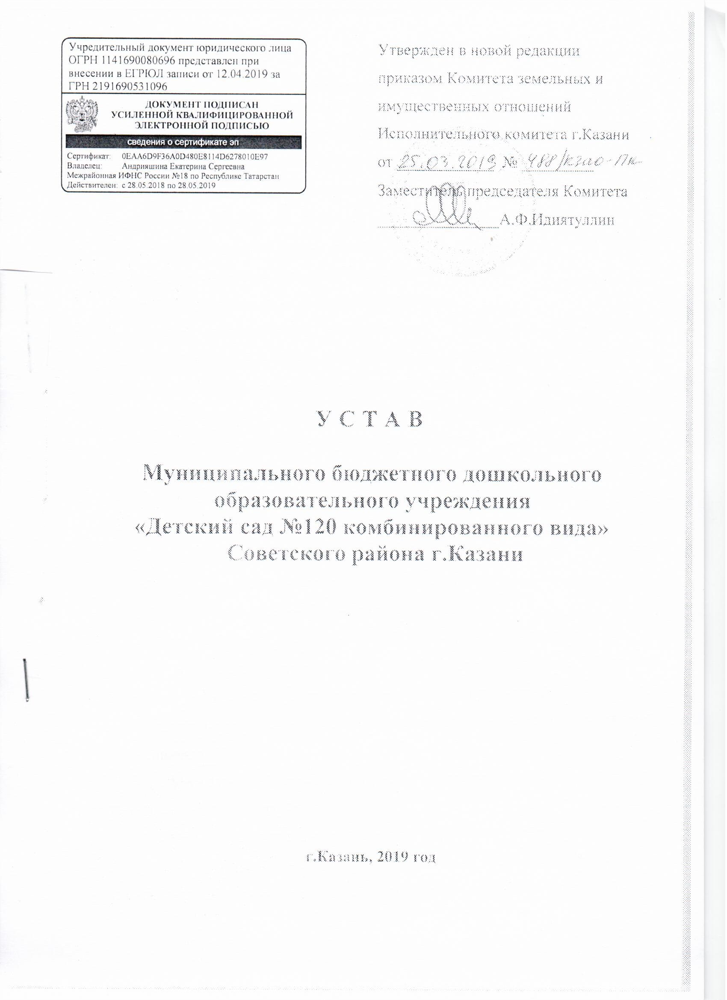 Учредительный документ юридического лица
ОГРН 1141690080696 представлен при
внесении в ЕГРЮЛ записи от 12.04.2019 за
ГРН 2191690531096
ДОКУМЕНТ ПОДПИСАН
УСИЛЕННОЙ КВАЛИФИЦИРОВАННОЙ
ЭЛЕКТРОННОЙ ПОДПИСЬЮ
сведения о сертификате эп
Сертификат: 0EAA6D9F36A0D480E8114D6278010E97
Владелец: Андрияшина Екатерина Сергеевна
Межрайонная ИФНС России №18 по Республике Татарстан
Действителен: с 28.05.2018 по 28.05.2019
Утвержден в новой редакции
приказом Комитета земельных и
имущественных отношений
Исполнительного комитета г.Казани
от 25.03.2019 № 488/кзио-Пк
Заместитель председателя Комитета
А.Ф.Идиятуллин
У С Т А В
Муниципального бюджетного дошкольного
образовательного учреждения
«Детский сад №120 комбинированного вида»
Советского района г.Казани
г.Казань, 2019 год